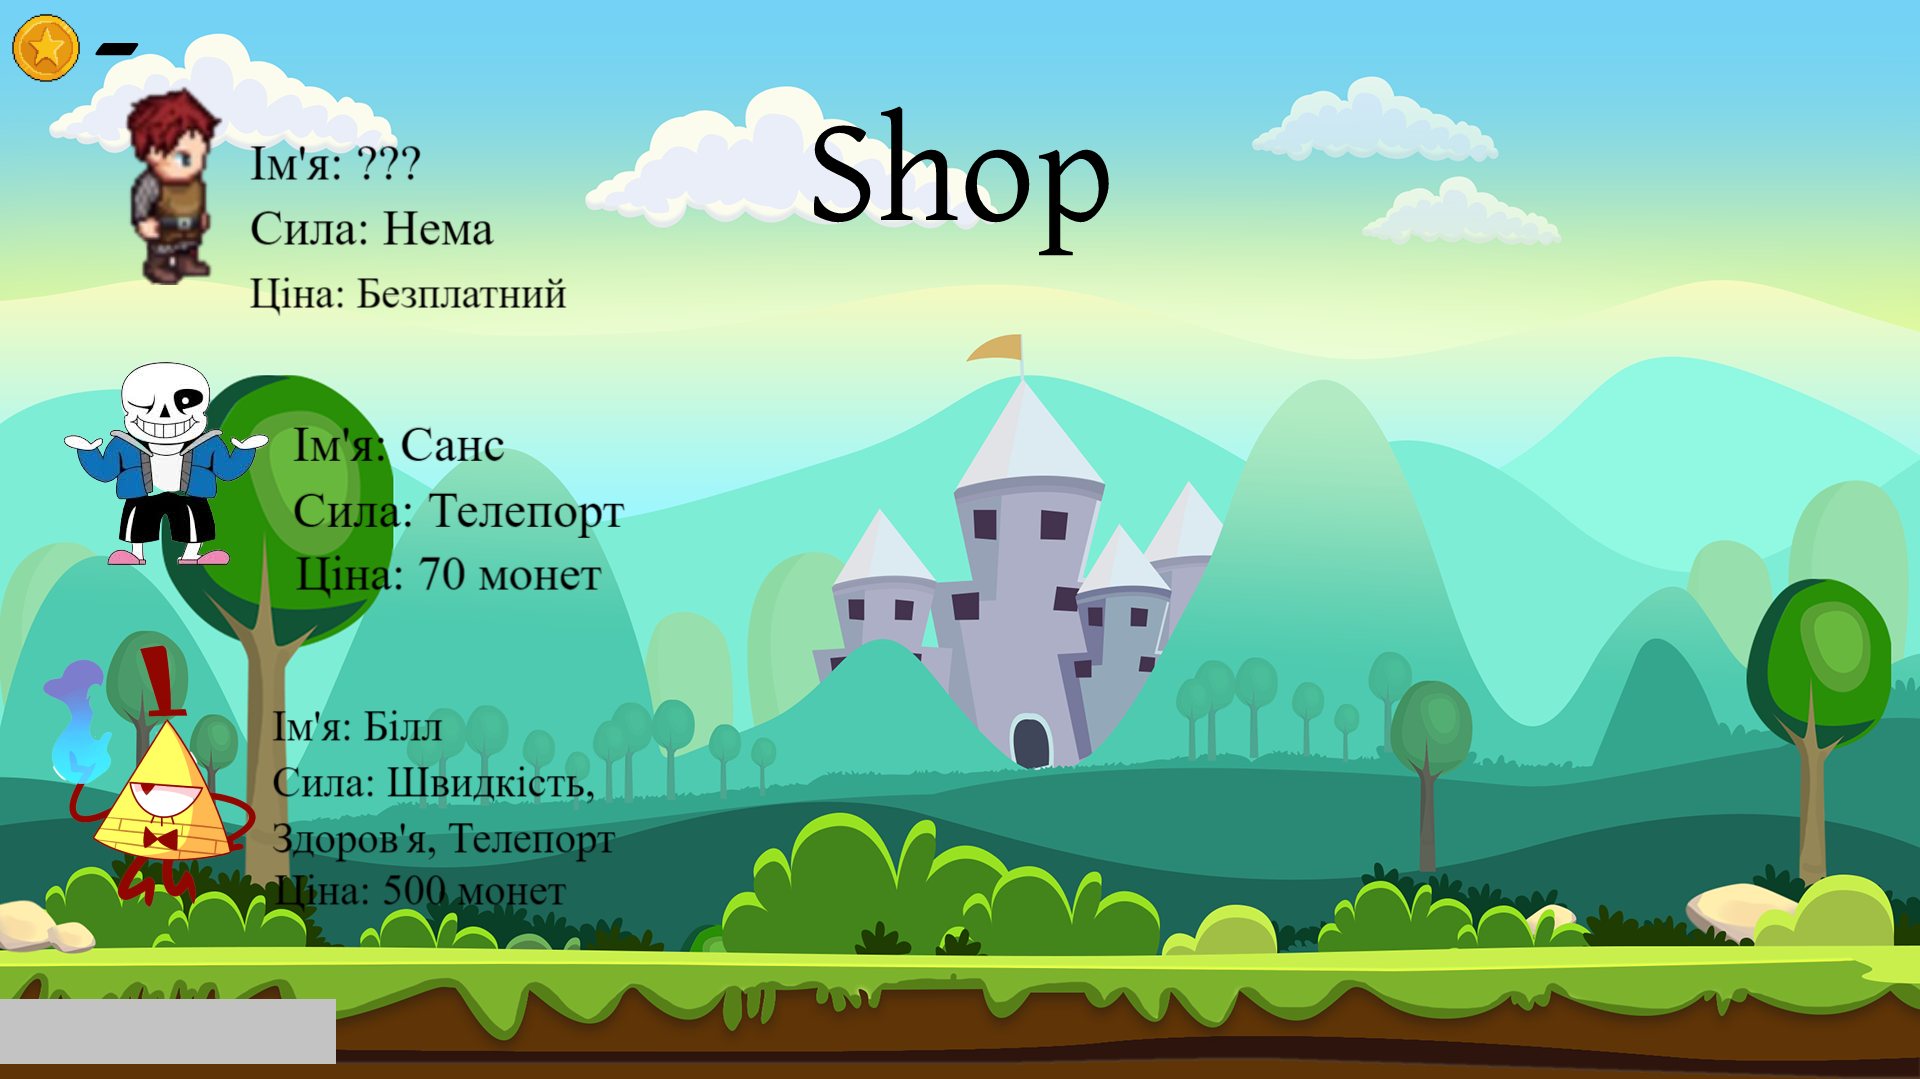 -
Shop
Ім'я: ???
Сила: Нема
Ціна: Безплатний
Ім'я: Санс
Сила: Телепорт
Ціна: 70 монет
Ім'я: Білл
Сила: Швидкість,
Здоров'я, Телепорт
Ціна: 500 монет